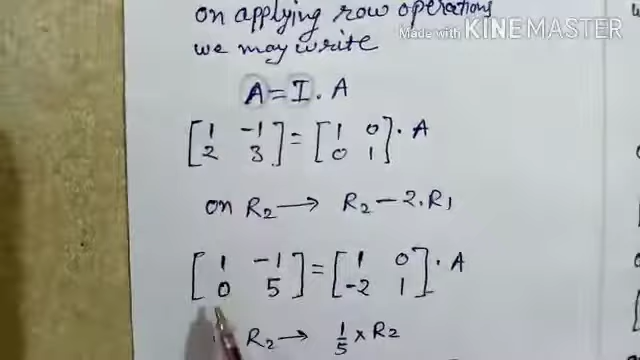 on applying row operations
we may write
Made with KINEMASTER
A = I . A
[1 -1
2 3] = [1 0
0 1] . A
on R2 → R2 - 2.R1
[1 -1
0 5] = [1 0
-2 1] . A
R2 → 1/5 × R2